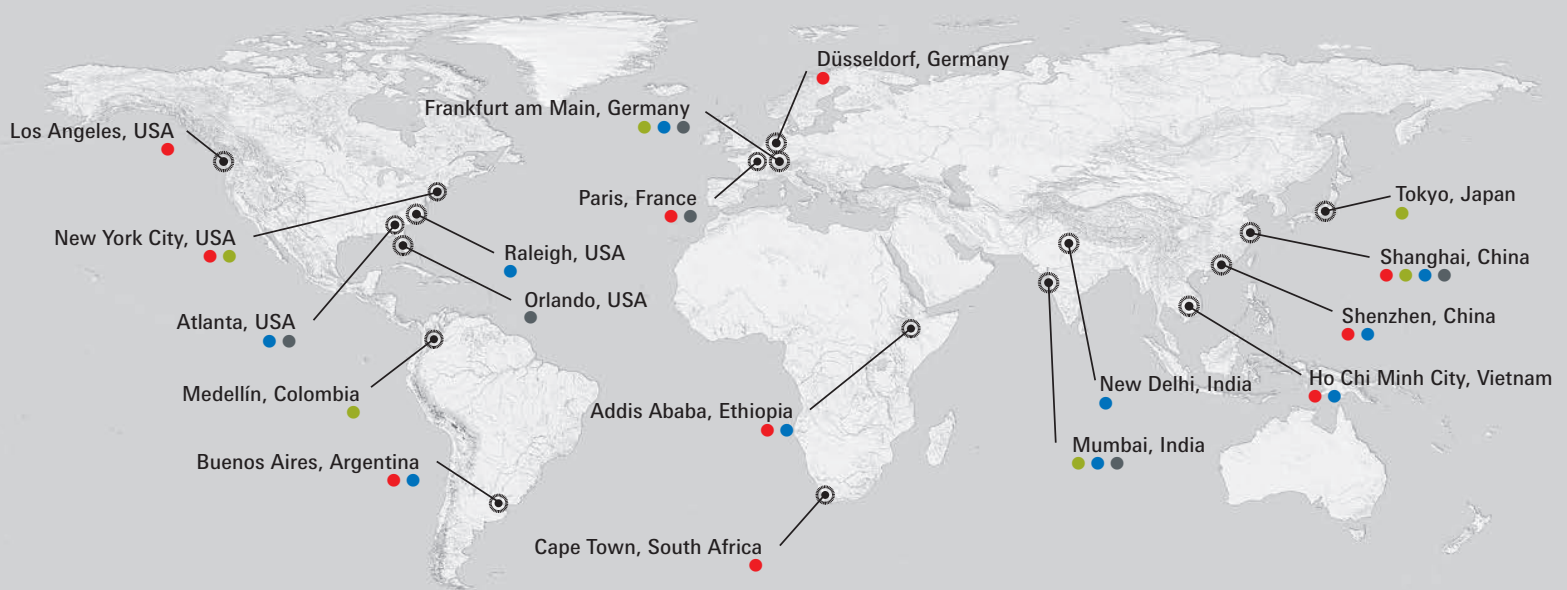 Düsseldorf, Germany
Frankfurt am Main, Germany
Los Angeles, USA
Paris, France
Tokyo, Japan
New York City, USA
Raleigh, USA
Shanghai, China
Orlando, USA
Atlanta, USA
Shenzhen, China
Medellín, Colombia
Addis Ababa, Ethiopia
New Delhi, India
Ho Chi Minh City, Vietnam
Mumbai, India
Buenos Aires, Argentina
Cape Town, South Africa